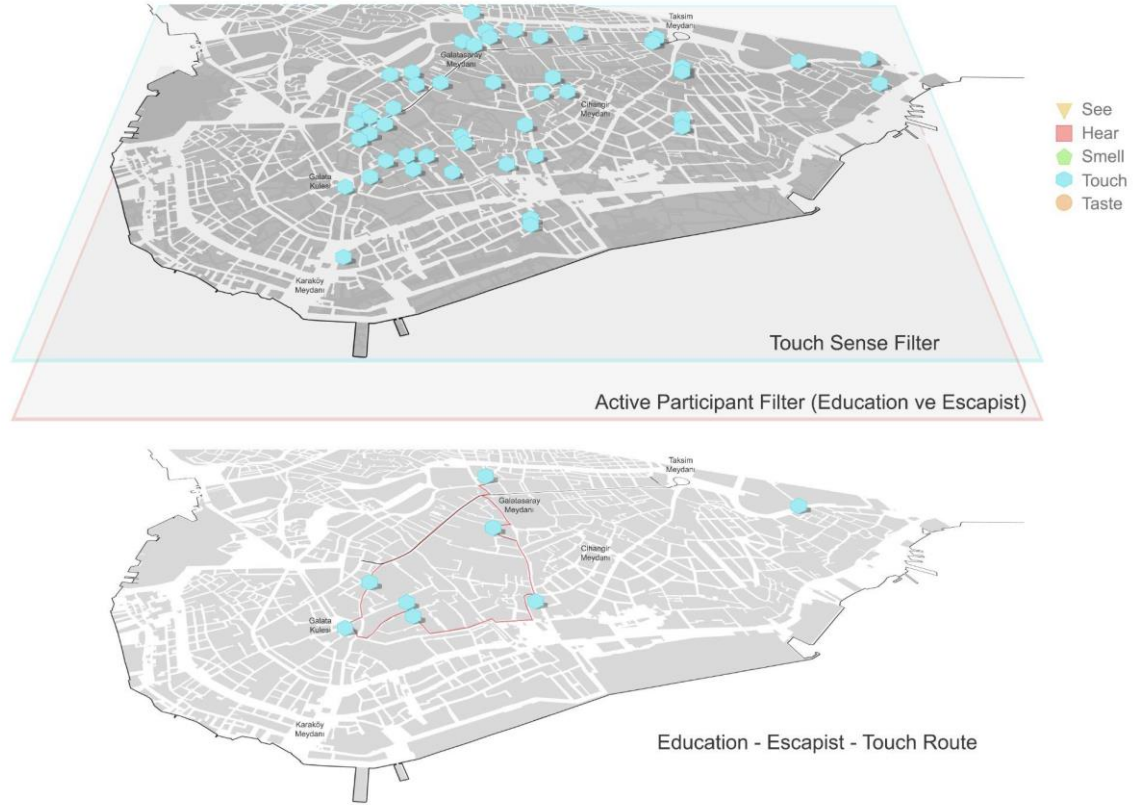 Taksim
Meydanı
Galatasaray
Meydanı
Cihangir
Meydanı
Galata
Kulesi
Karaköy
Meydanı
See
Hear
Smell
Touch
Taste
Touch Sense Filter
Active Participant Filter (Education ve Escapist)
Taksim
Meydanı
Galatasaray
Meydanı
Cihangir
Meydanı
Galata
Kulesi
Karaköy
Meydanı
Education - Escapist - Touch Route